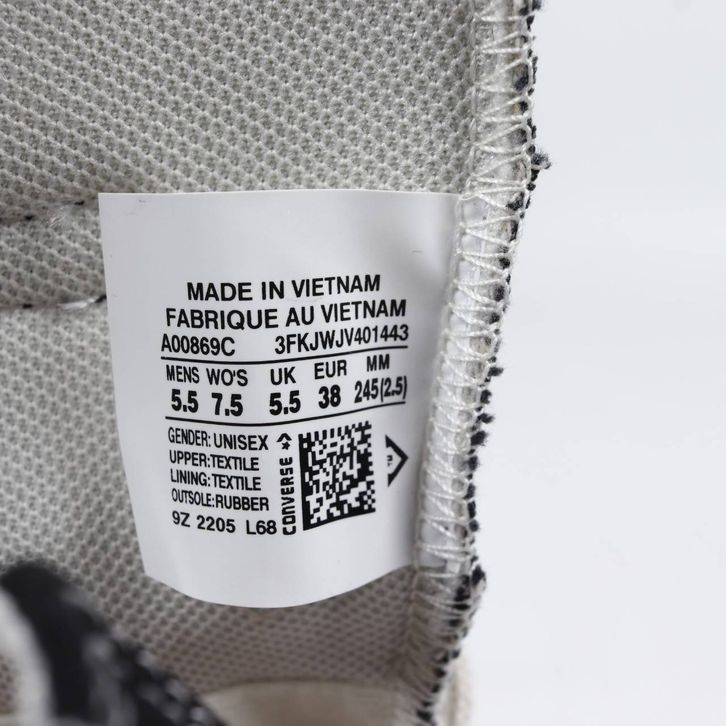 MADE IN VIETNAM
FABRIQUE AU VIETNAM
A00869C 3FKJWJV401443
MENS WO'S UK EUR MM
5.5 7.5 5.5 38 245(2.5)
GENDER: UNISEX
UPPER:TEXTILE
LINING:TEXTILE
OUTSOLE:RUBBER
9Z 2205 L68
CONVERSE
P